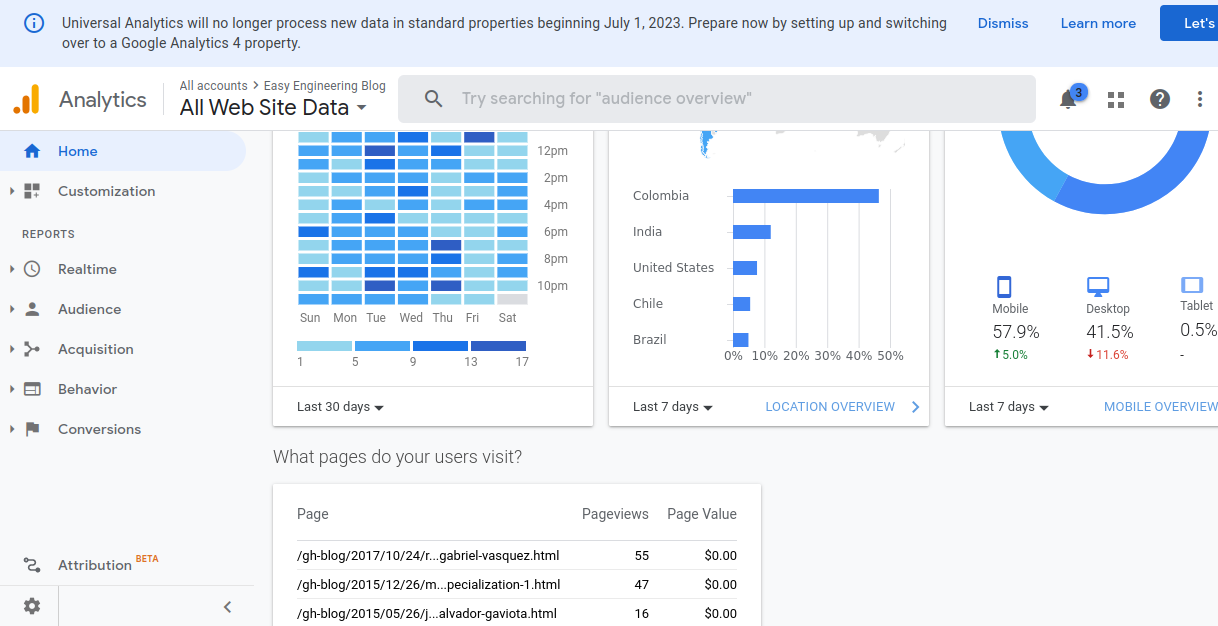 Universal Analytics will no longer process new data in standard properties beginning July 1, 2023. Prepare now by setting up and switching
over to a Google Analytics 4 property.
Dismiss
Learn more
Let's
Analytics
All accounts > Easy Engineering Blog
All Web Site Data
Try searching for "audience overview"
3
Home
Customization
REPORTS
Realtime
Audience
Acquisition
Behavior
Conversions
Attribution BETA
12pm
2pm
4pm
6pm
8pm
10pm
Sun Mon Tue Wed Thu Fri Sat
1 5 9 13 17
Last 30 days
Colombia
India
United States
Chile
Brazil
0% 10% 20% 30% 40% 50%
Last 7 days
LOCATION OVERVIEW
Mobile Desktop Tablet
57.9% 41.5% 0.5%
5.0% 11.6% -
Last 7 days
MOBILE OVERVIEW
What pages do your users visit?
Page Pageviews Page Value
/gh-blog/2017/10/24/r...gabriel-vasquez.html 55 $0.00
/gh-blog/2015/12/26/m...pecialization-1.html 47 $0.00
/gh-blog/2015/05/26/j...alvador-gaviota.html 16 $0.00